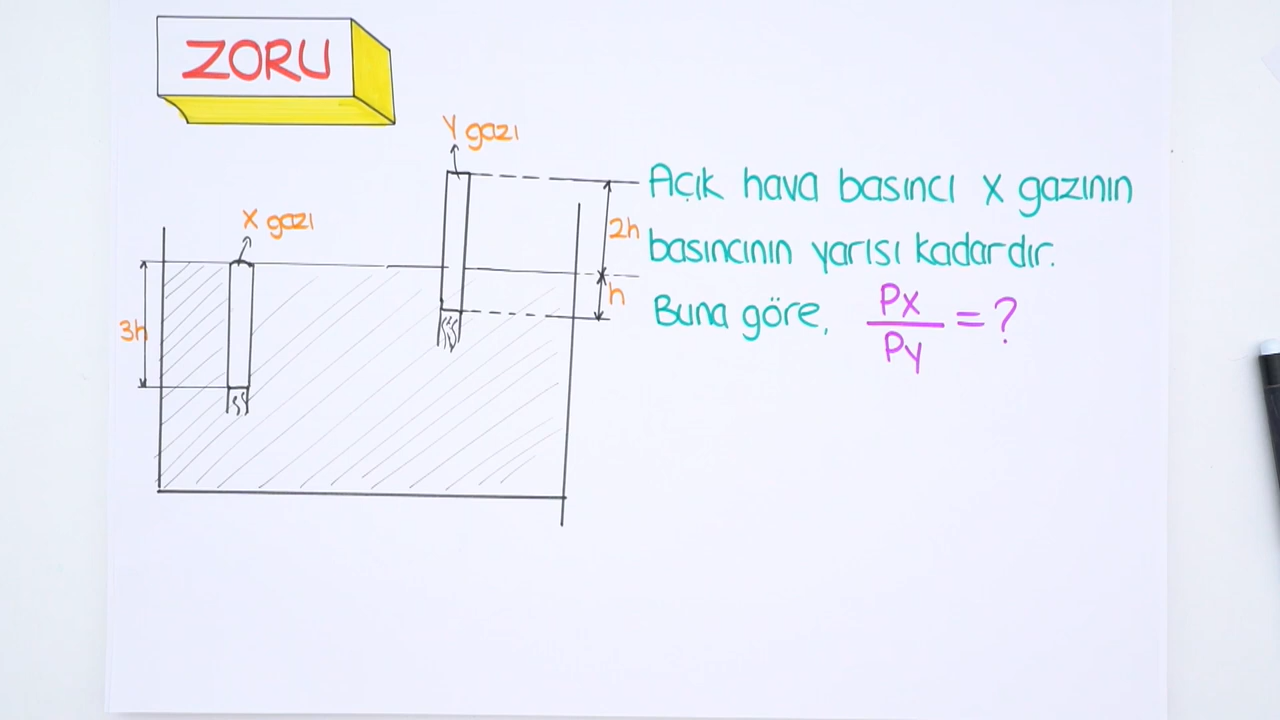 ZORU
Y gazı
X gazı
3h
2h
h
Açık hava basıncı X gazının
basıncının yarısı kadardır.
Buna göre, PX/PY = ?